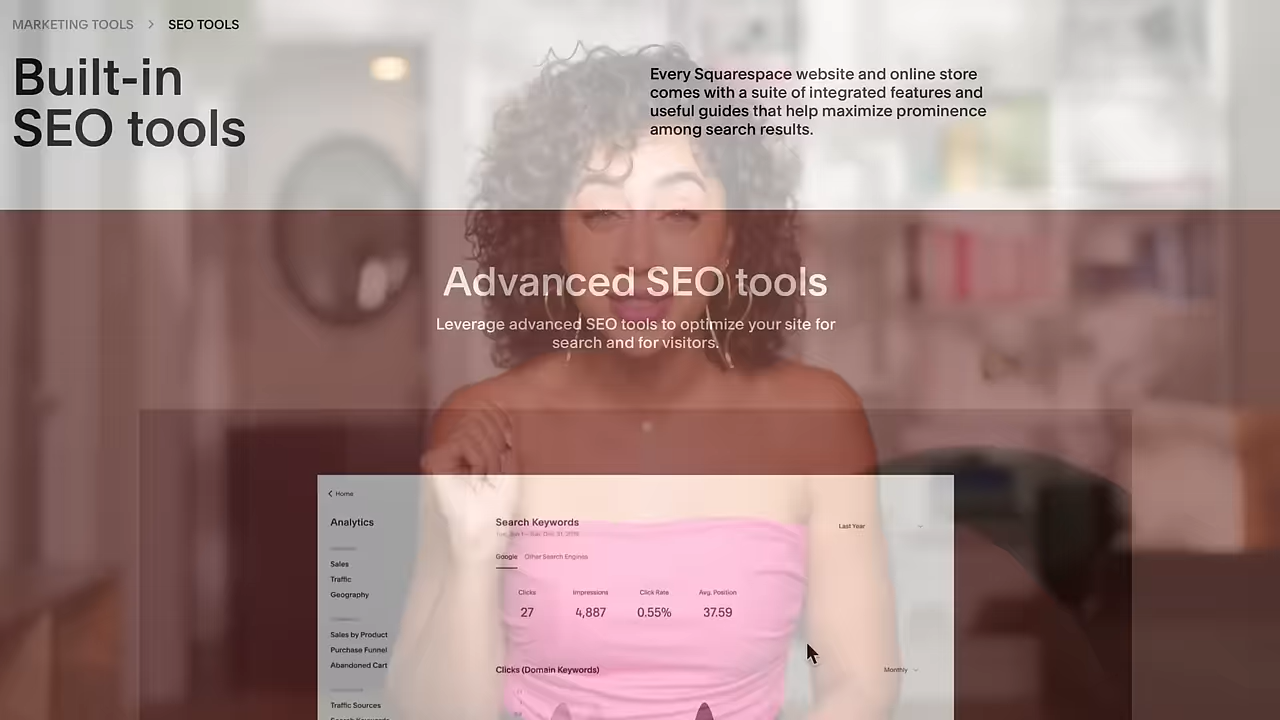 MARKETING TOOLS > SEO TOOLS
Built-in
SEO tools
Every Squarespace website and online store
comes with a suite of integrated features and
useful guides that help maximize prominence
among search results.
Advanced SEO tools
Leverage advanced SEO tools to optimize your site for
search and for visitors.
Home
Analytics
Sales
Traffic
Geography
Sales by Product
Purchase Funnel
Abandoned Cart
Traffic Sources
Search Keywords
Search Keywords
Last Year
Google Other Search Engines
Clicks Impressions Click Rate Avg. Position
27 4,887 0.55% 37.59
Clicks (Domain Keywords)
Monthly